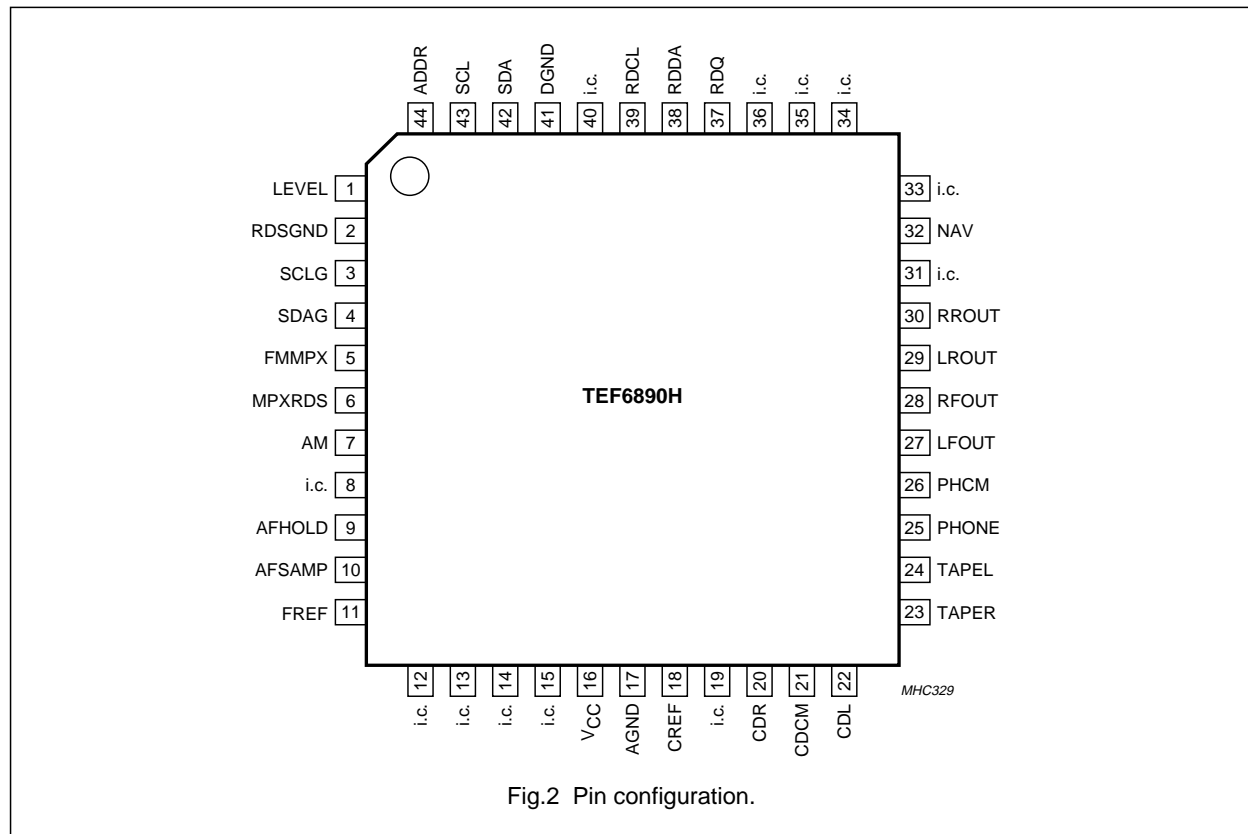 44 ADDR
43 SCL
42 SDA
41 DGND
40 i.c.
39 RDCL
38 RDDA
37 RDQ
36 i.c.
35 i.c.
34 i.c.
LEVEL 1
RDSGND 2
SCLG 3
SDAG 4
FMMPX 5
MPXRDS 6
AM 7
i.c. 8
AFHOLD 9
AFSAMP 10
FREF 11
TEF6890H
33 i.c.
32 NAV
31 i.c.
30 RROUT
29 LROUT
28 RFOUT
27 LFOUT
26 PHCM
25 PHONE
24 TAPEL
23 TAPER
i.c. 12
i.c. 13
i.c. 14
i.c. 15
VCC 16
AGND 17
CREF 18
i.c. 19
CDR 20
CDCM 21
CDL 22
MHC329
Fig.2 Pin configuration.